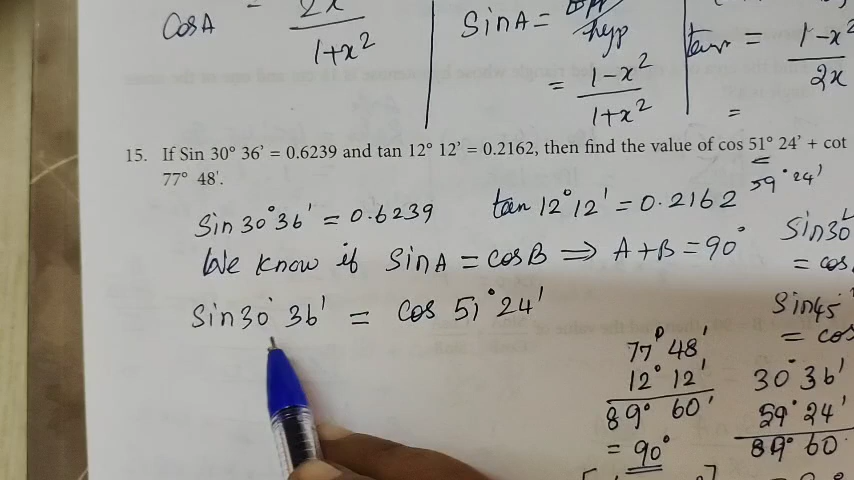 CosA = 2x / 1+x²
SinA = opp/hyp
= 1-x² / 1+x²
tan = 1-x² / 2x
=
15. If Sin 30° 36' = 0.6239 and tan 12° 12' = 0.2162, then find the value of cos 51° 24' + cot
77° 48'.
59°24'
Sin30°36' = 0.6239 tan 12°12' = 0.2162
We know if SinA = cosB ⇒ A+B = 90°
Sin30° 36' = cos 51°24'
Sin30
= cos
Sin45
= cos
77° 48'
12° 12'
89° 60'
= 90°
30°36'
59°24'
89° 60